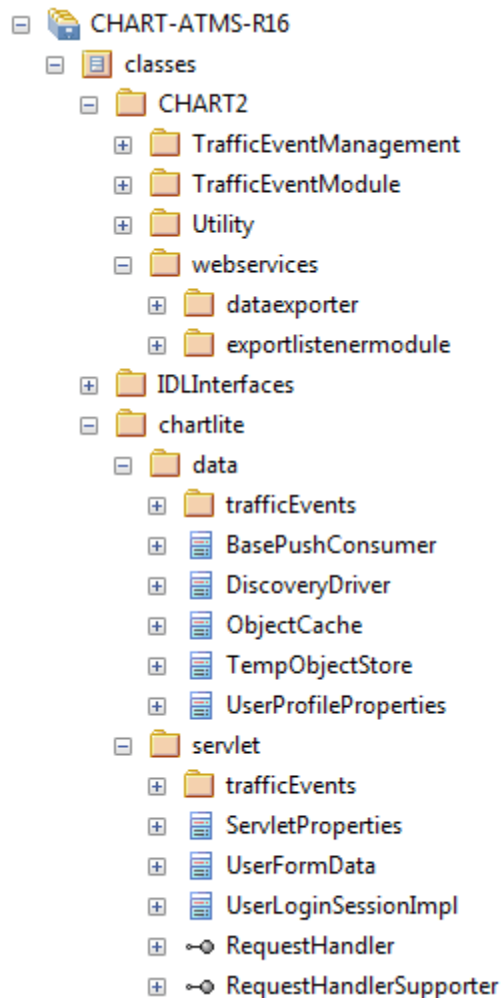 CHART-ATMS-R16
classes
CHART2
TrafficEventManagement
TrafficEventModule
Utility
webservices
dataexporter
exportlistenermodule
IDLInterfaces
chartlite
data
trafficEvents
BasePushConsumer
DiscoveryDriver
ObjectCache
TempObjectStore
UserProfileProperties
servlet
trafficEvents
ServletProperties
UserFormData
UserLoginSessionImpl
RequestHandler
RequestHandlerSupporter